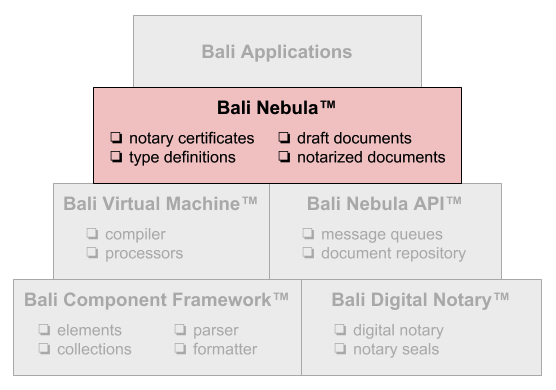 Bali Applications
Bali Nebula™
❏ notary certificates ❏ draft documents
❏ type definitions ❏ notarized documents
Bali Virtual Machine™ Bali Nebula API™
❏ compiler ❏ message queues
❏ processors ❏ document repository
Bali Component Framework™ Bali Digital Notary™
❏ elements ❏ parser ❏ digital notary
❏ collections ❏ formatter ❏ notary seals